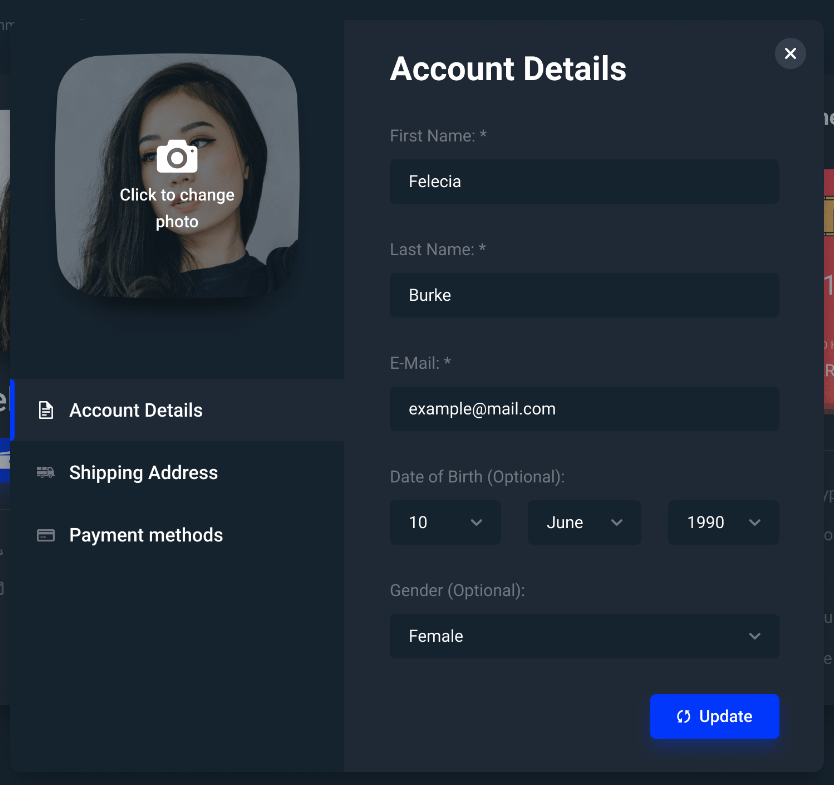 Account Details
Click to change
photo
First Name: *
Felecia
Last Name: *
Burke
E-Mail: *
example@mail.com
Account Details
Shipping Address
Payment methods
Date of Birth (Optional):
10 June 1990
Gender (Optional):
Female
Update